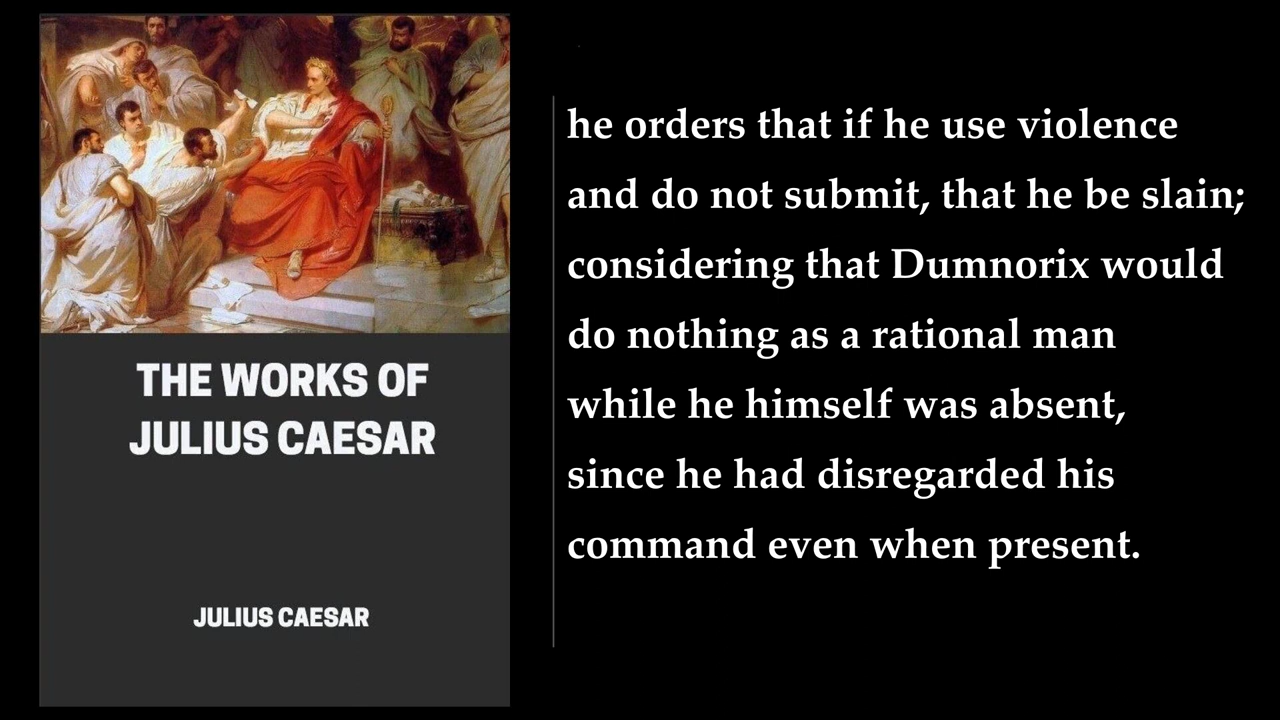 THE WORKS OF
JULIUS CAESAR
JULIUS CAESAR
he orders that if he use violence
and do not submit, that he be slain;
considering that Dumnorix would
do nothing as a rational man
while he himself was absent,
since he had disregarded his
command even when present.